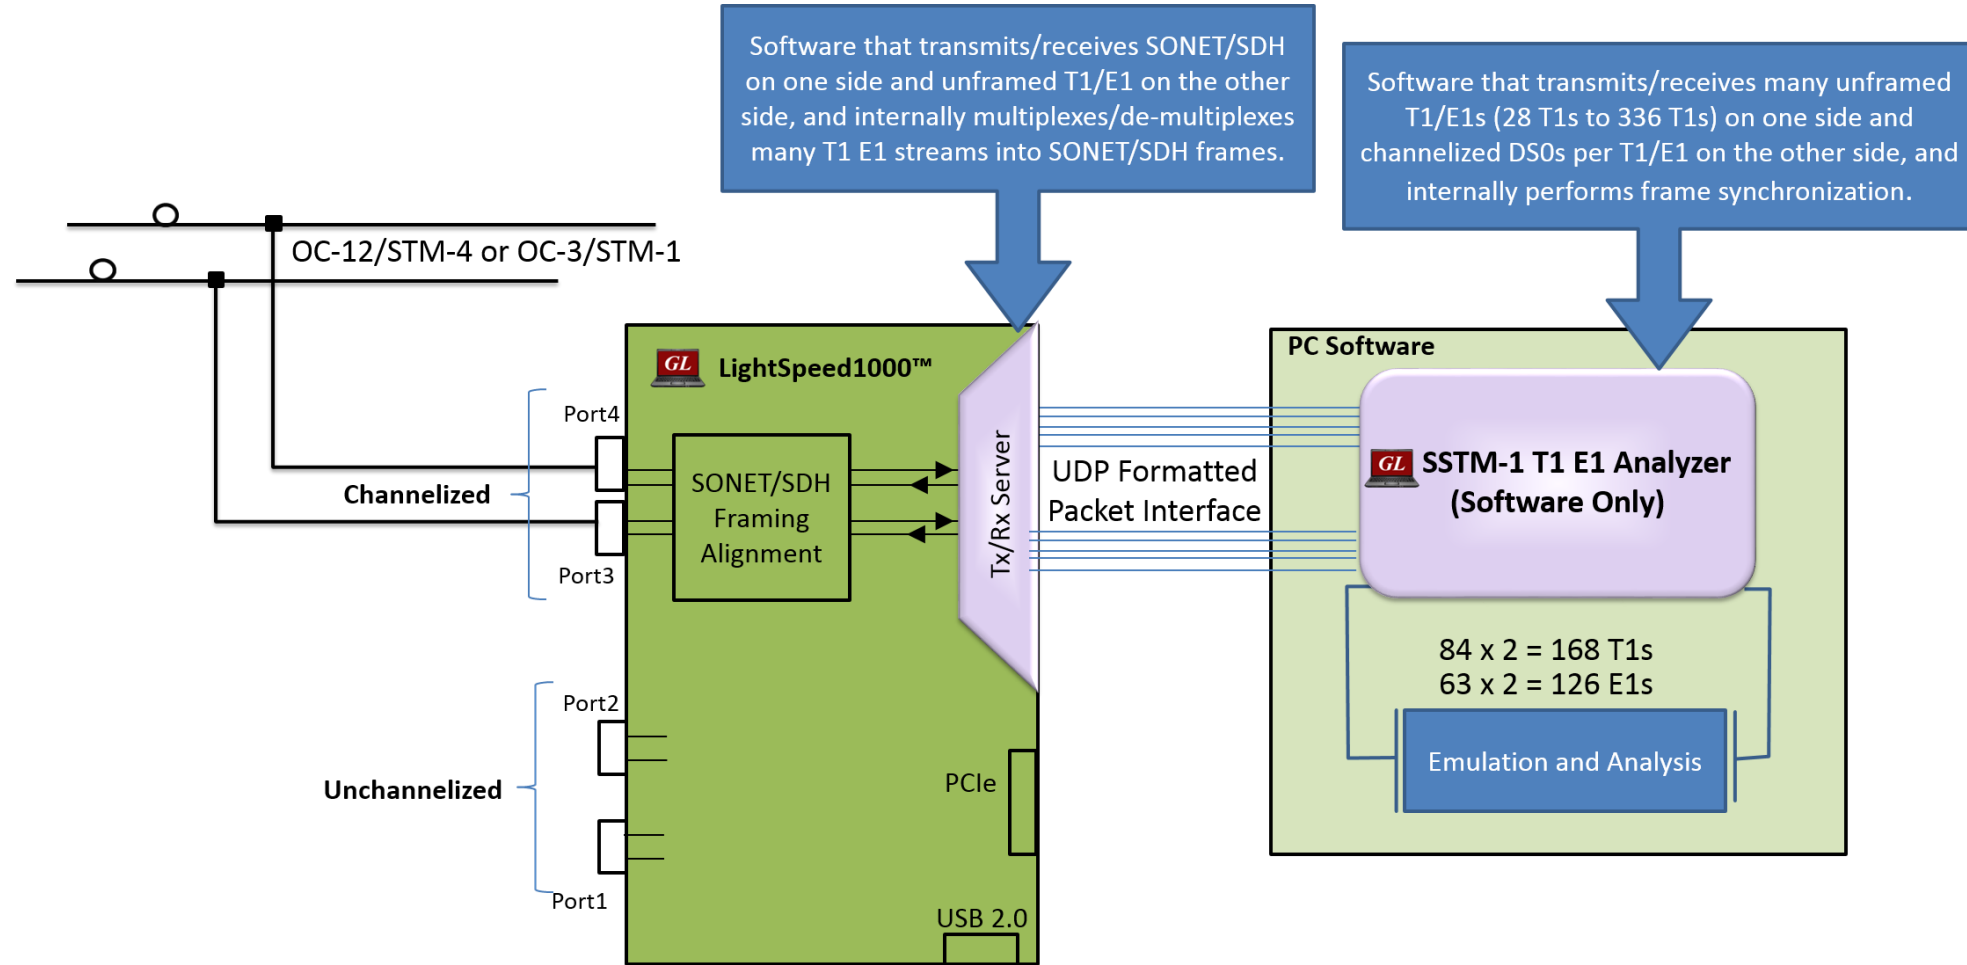 Software that transmits/receives SONET/SDH
on one side and unframed T1/E1 on the other
side, and internally multiplexes/de-multiplexes
many T1 E1 streams into SONET/SDH frames.
Software that transmits/receives many unframed
T1/E1s (28 T1s to 336 T1s) on one side and
channelized DS0s per T1/E1 on the other side, and
internally performs frame synchronization.
OC-12/STM-4 or OC-3/STM-1
GL LightSpeed1000™
PC Software
Port4
Channelized
Port3
SONET/SDH
Framing
Alignment
Tx/Rx Server
UDP Formatted
Packet Interface
GL SSTM-1 T1 E1 Analyzer
(Software Only)
84 x 2 = 168 T1s
63 x 2 = 126 E1s
Emulation and Analysis
Port2
Unchannelized
Port1
PCIe
USB 2.0